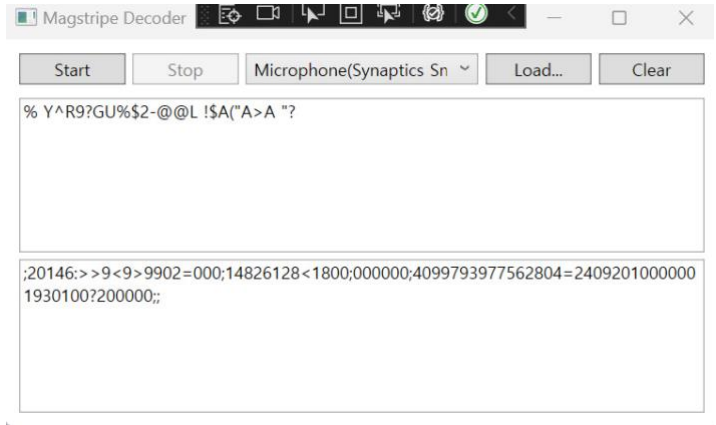 Magstripe Decoder
Start Stop Microphone(Synaptics Sn Load... Clear
% Y^R9?GU%$2-@@L !$A("A>A "?
;20146:>>9<9>9902=000;14826128<1800;000000;4099793977562804=2409201000000
1930100?200000;;